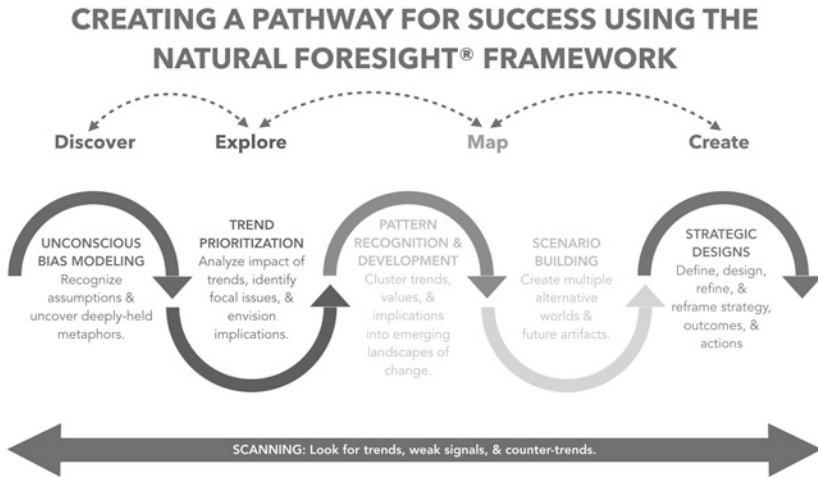 CREATING A PATHWAY FOR SUCCESS USING THE
NATURAL FORESIGHT® FRAMEWORK
Discover
Explore
Map
Create
UNCONSCIOUS
BIAS MODELING
Recognize
assumptions &
uncover deeply-held
metaphors.
TREND
PRIORITIZATION
Analyze impact of
trends, identify
focal issues, &
envision
implications.
PATTERN
RECOGNITION &
DEVELOPMENT
Cluster trends,
values, &
implications
into emerging
landscapes of
change.
SCENARIO
BUILDING
Create multiple
alternative
worlds &
future artifacts.
STRATEGIC
DESIGNS
Define, design,
refine, &
reframe strategy,
outcomes, &
actions
SCANNING: Look for trends, weak signals, & counter-trends.